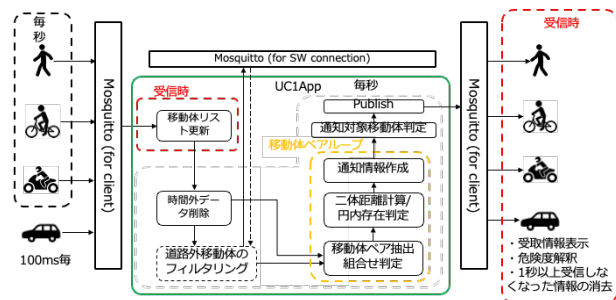 毎
秒
100ms毎
Mosquitto (for client)
Mosquitto (for SW connection)
UC1App
毎秒
受信時
移動体リス
ト更新
時間外デー
タ削除
道路外移動体の
フィルタリング
移動体ペアループ
Publish
通知対象移動体判定
通知情報作成
二体距離計算/
円内存在判定
移動体ペア抽出
組合せ判定
Mosquitto (for client)
受信時
・受取情報表示
・危険度解釈
・1秒以上受信しな
くなった情報の消去